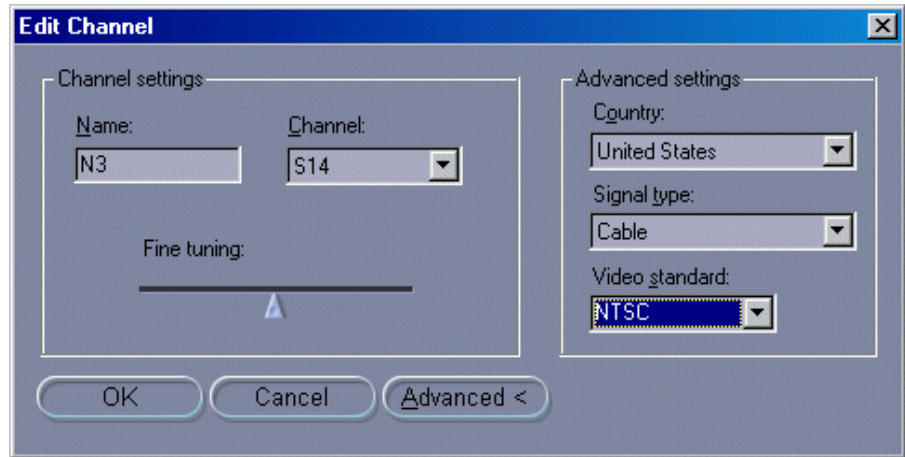 Edit Channel
Channel settings
Name:
Channel:
N3
S14
Fine tuning:
Advanced settings
Country:
United States
Signal type:
Cable
Video standard:
NTSC
OK
Cancel
Advanced <